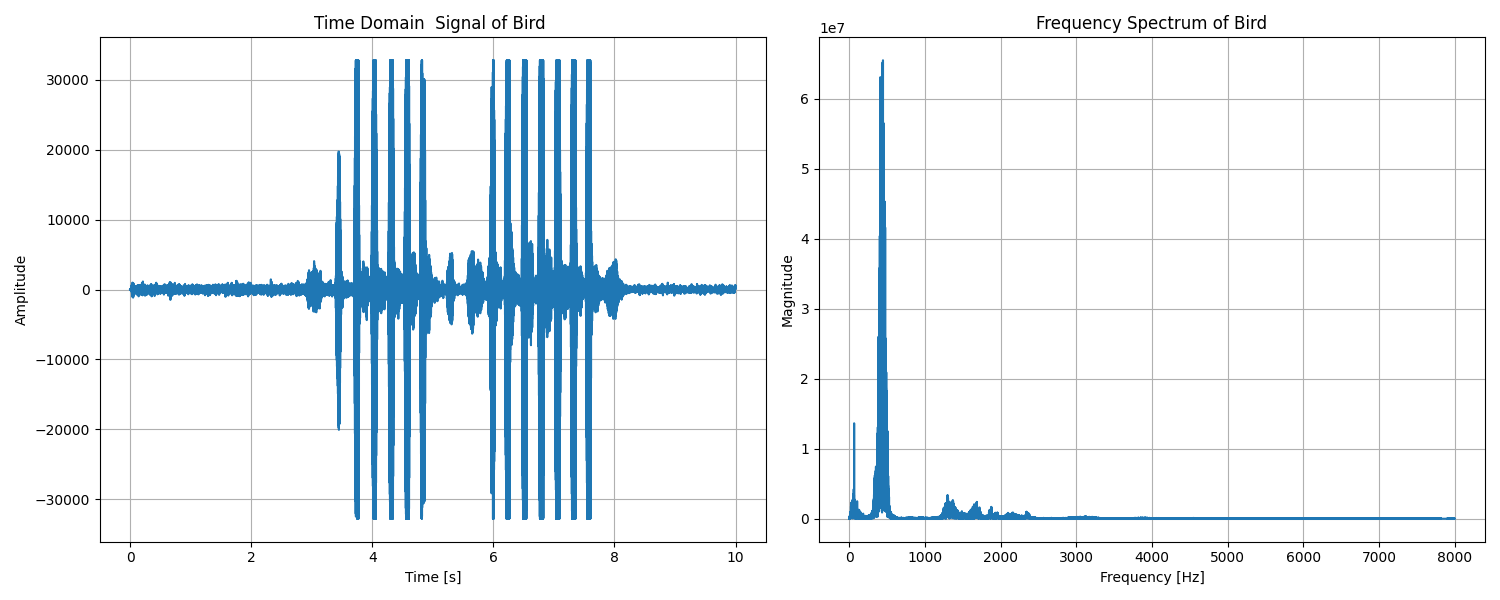 Time Domain  Signal of Bird
30000
20000
10000
0
−10000
−20000
−30000
Amplitude
0 2 4 6 8 10
Time [s]
Frequency Spectrum of Bird
1e7
6
5
4
3
2
1
0
Magnitude
0 1000 2000 3000 4000 5000 6000 7000 8000
Frequency [Hz]